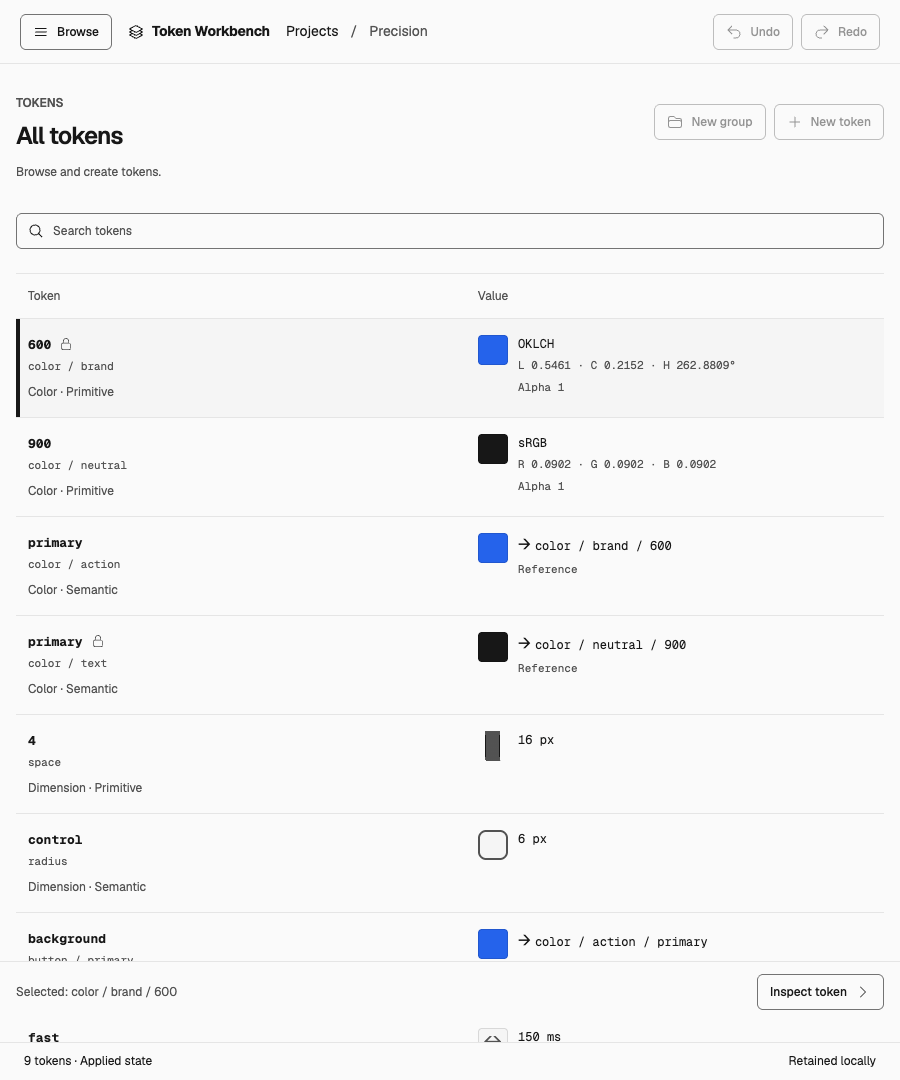 Browse
Token Workbench
Projects / Precision
Undo
Redo
TOKENS
All tokens
Browse and create tokens.
New group
New token
Search tokens
Token
Value
600
color / brand
Color · Primitive
OKLCH
L 0.5461 · C 0.2152 · H 262.8809°
Alpha 1
900
color / neutral
Color · Primitive
sRGB
R 0.0902 · G 0.0902 · B 0.0902
Alpha 1
primary
color / action
Color · Semantic
→ color / brand / 600
Reference
primary
color / text
Color · Semantic
→ color / neutral / 900
Reference
4
space
Dimension · Primitive
16 px
control
radius
Dimension · Semantic
6 px
background
button / primary
→ color / action / primary
Selected: color / brand / 600
Inspect token
fast
150 ms
9 tokens · Applied state
Retained locally